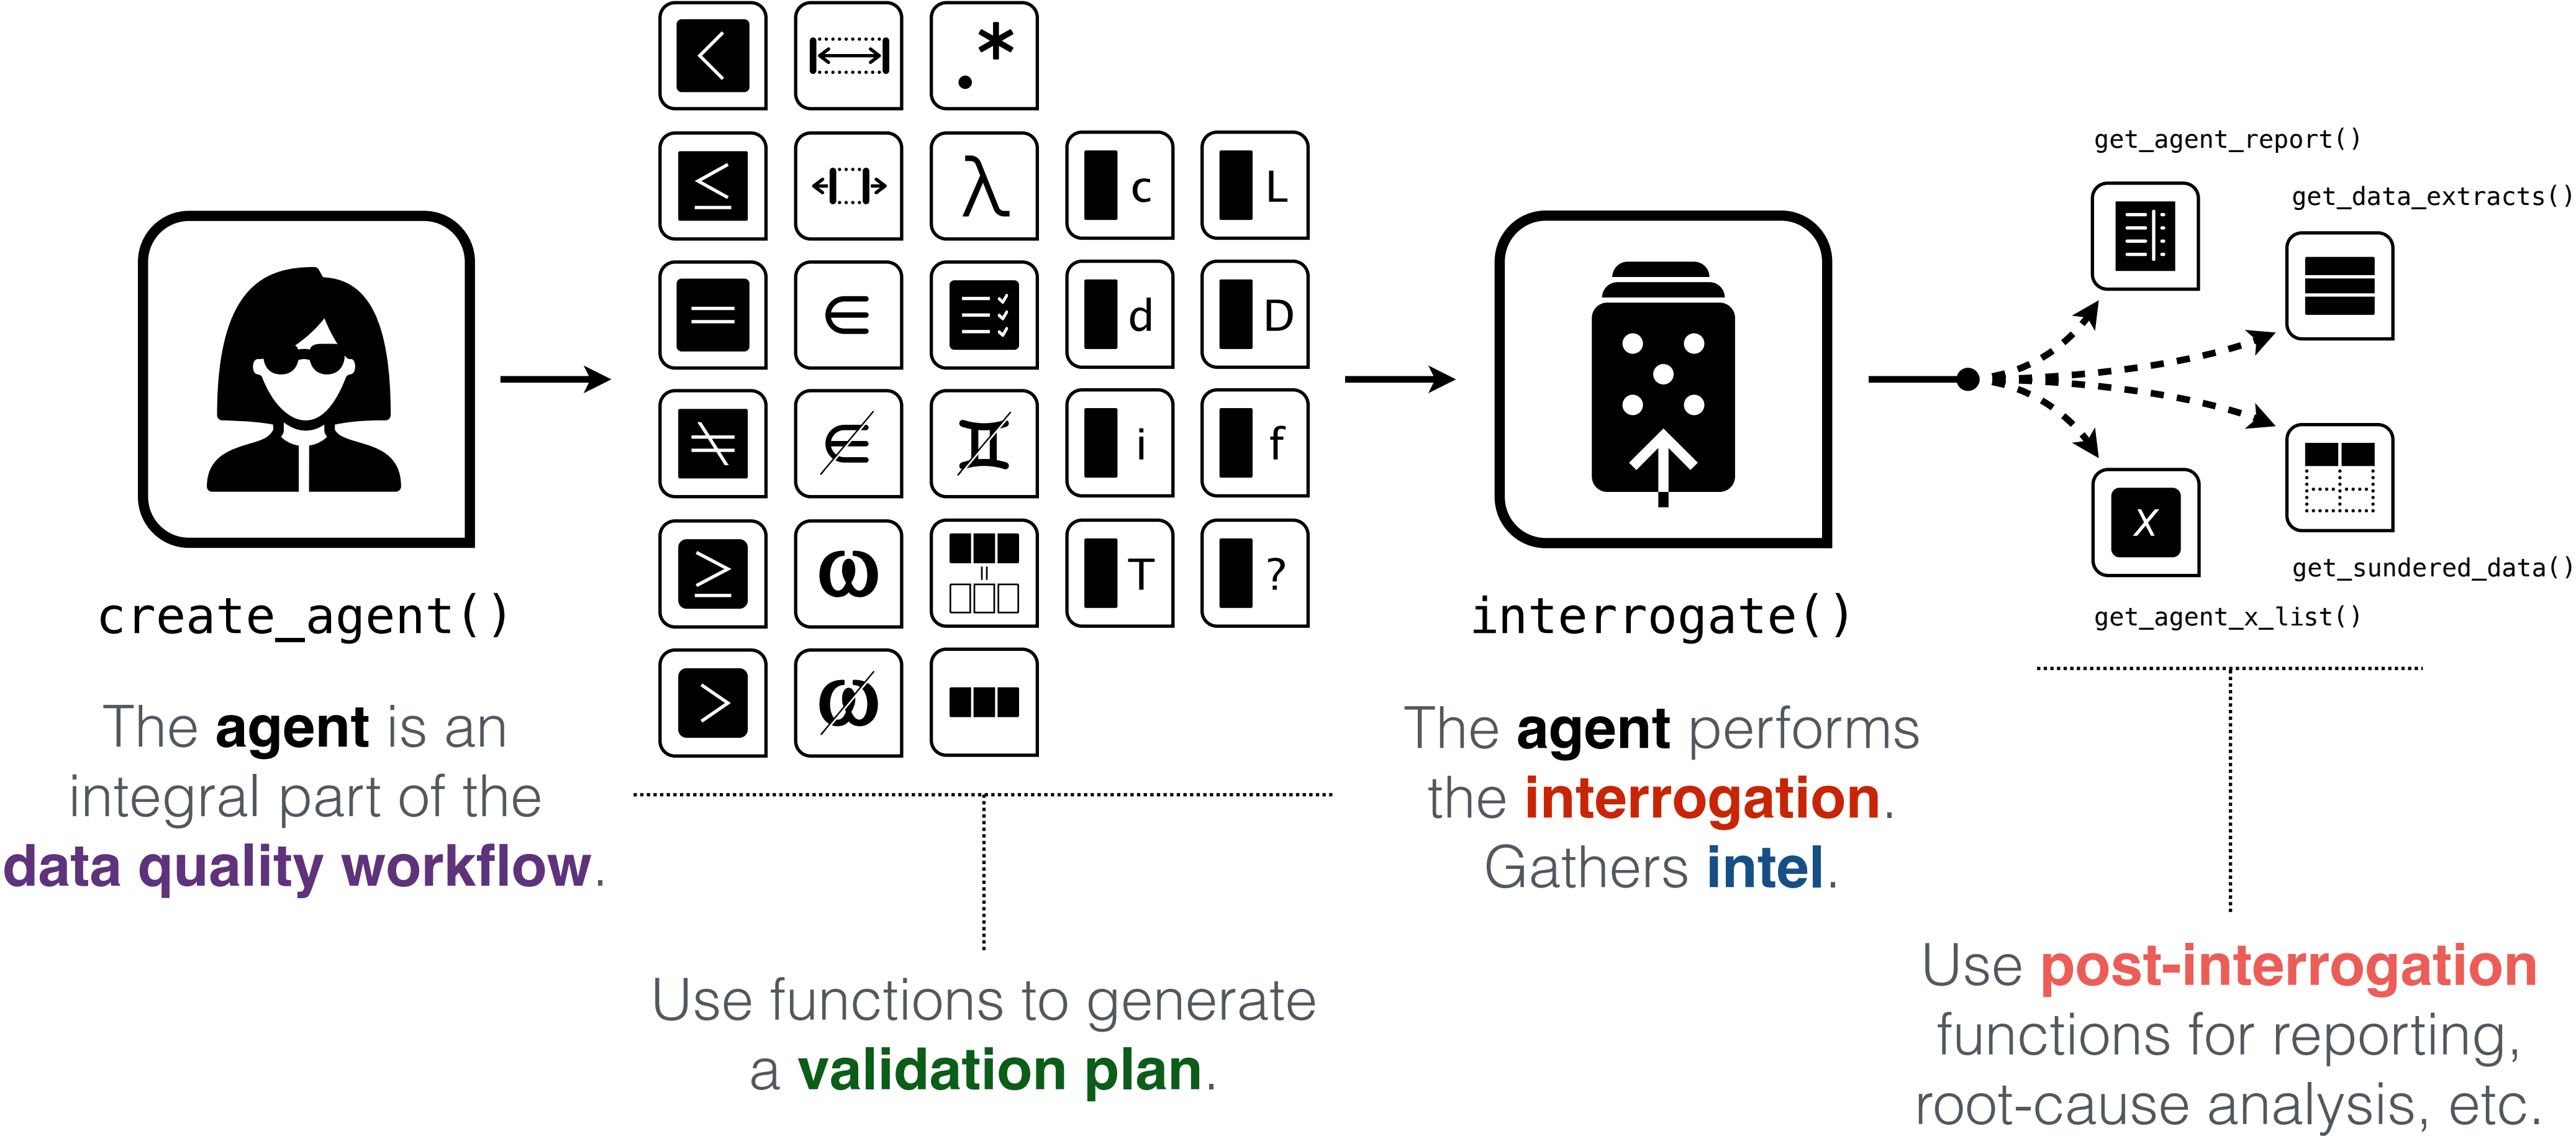 <
.*
≤
λ
c
L
=
∈
d
D
≠
∉
i
f
≥
ω
=
T
?
>
ω
create_agent()
The agent is an
integral part of the
data quality workflow.
Use functions to generate
a validation plan.
interrogate()
The agent performs
the interrogation.
Gathers intel.
get_agent_report()
get_data_extracts()
x
get_sundered_data()
get_agent_x_list()
Use post-interrogation
functions for reporting,
root-cause analysis, etc.